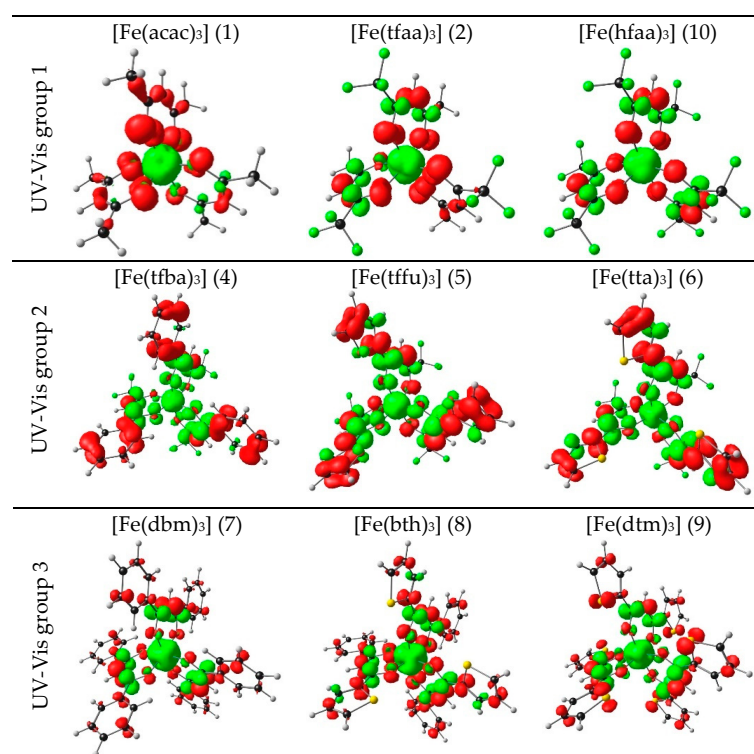 [Fe(acac)₃] (1) [Fe(tfaa)₃] (2) [Fe(hfaa)₃] (10)
UV-Vis group 1
[Fe(tfba)₃] (4) [Fe(tffu)₃] (5) [Fe(tta)₃] (6)
UV-Vis group 2
[Fe(dbm)₃] (7) [Fe(bth)₃] (8) [Fe(dtm)₃] (9)
UV-Vis group 3